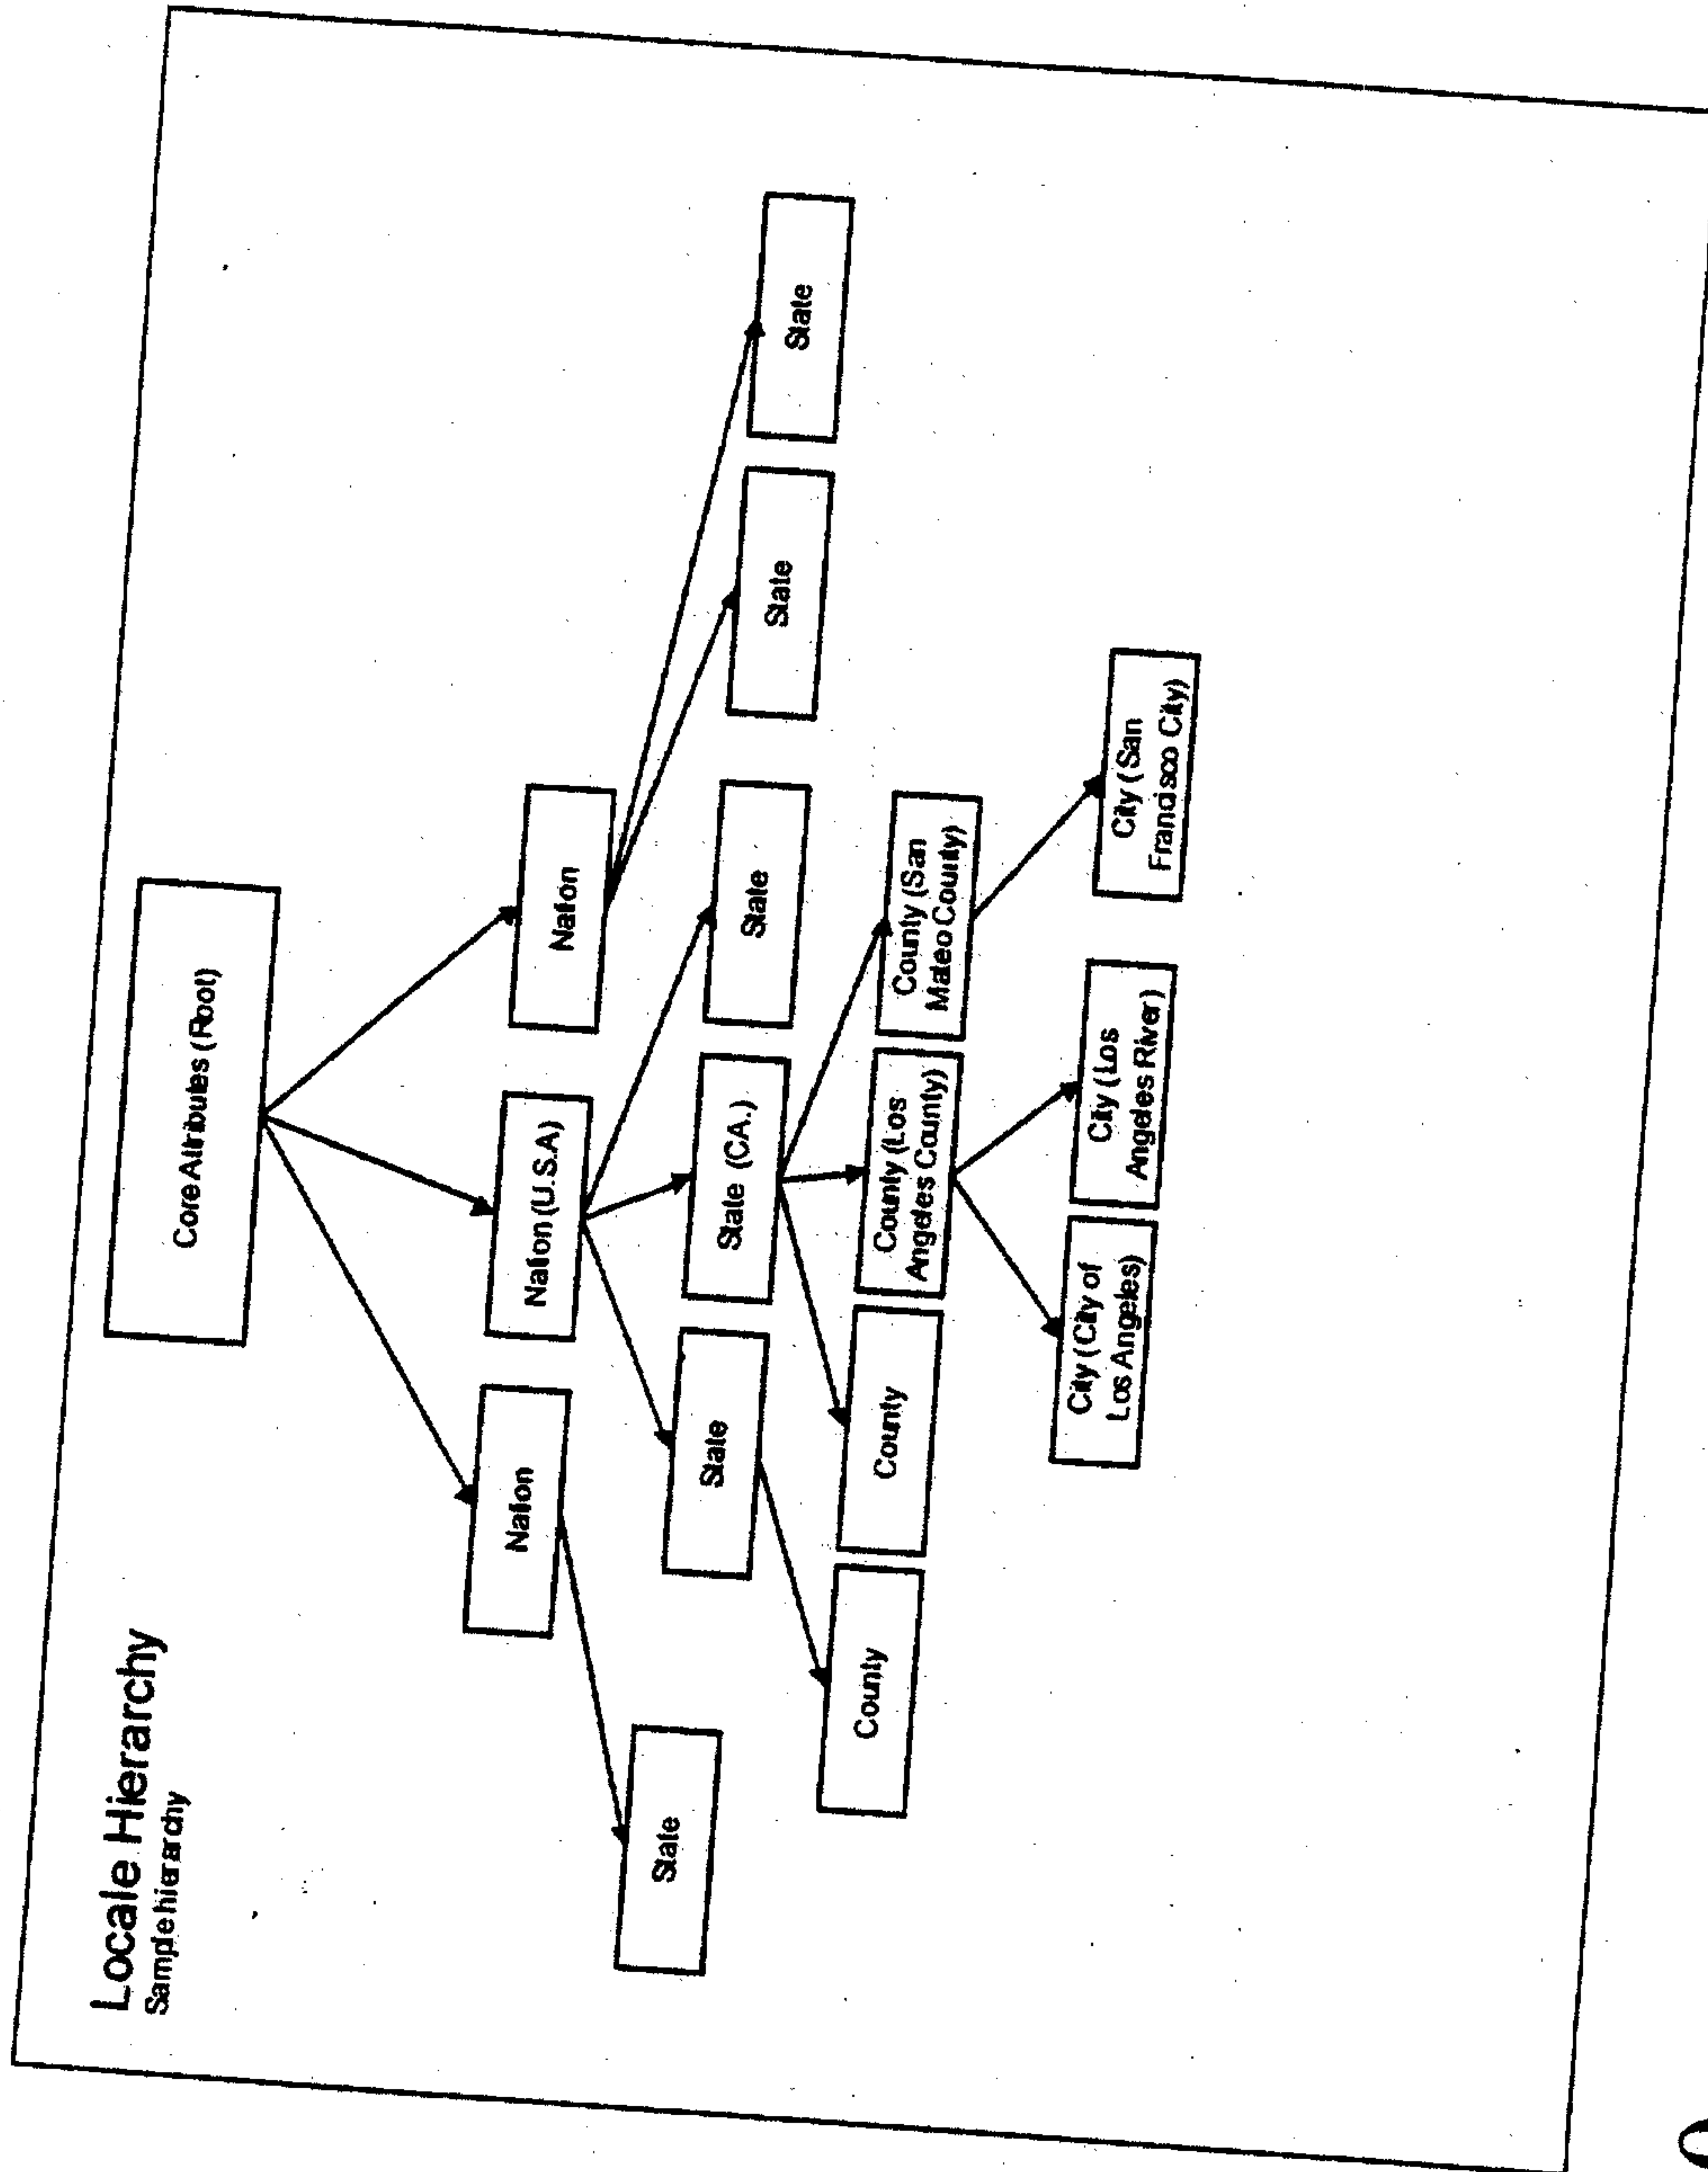 Locale Hierarchy
Sample hierarchy
Core Attributes (Root)
Nation
Nation (U.S.A)
Nation
State
State
State (CA.)
State
State
State
County
County
County (Los
Angeles County)
County (San
Mateo County)
City (City of
Los Angeles)
City (Los
Angeles River)
City (San
Francisco City)